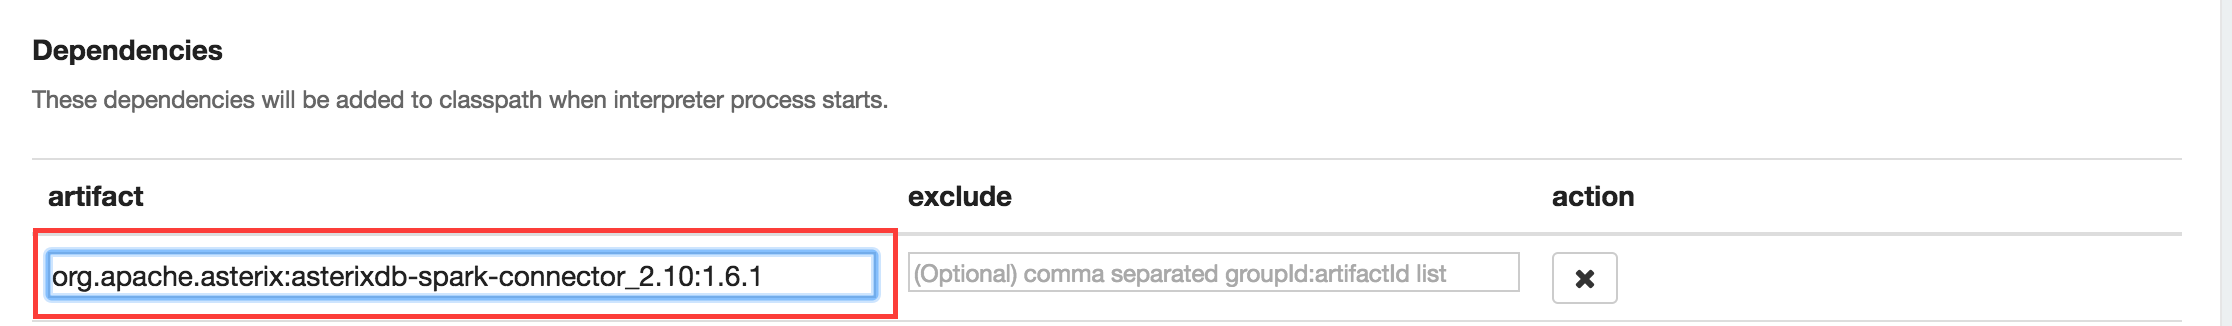 Dependencies
These dependencies will be added to classpath when interpreter process starts.
artifact exclude action
org.apache.asterix:asterixdb-spark-connector_2.10:1.6.1 (Optional) comma separated groupId:artifactId list